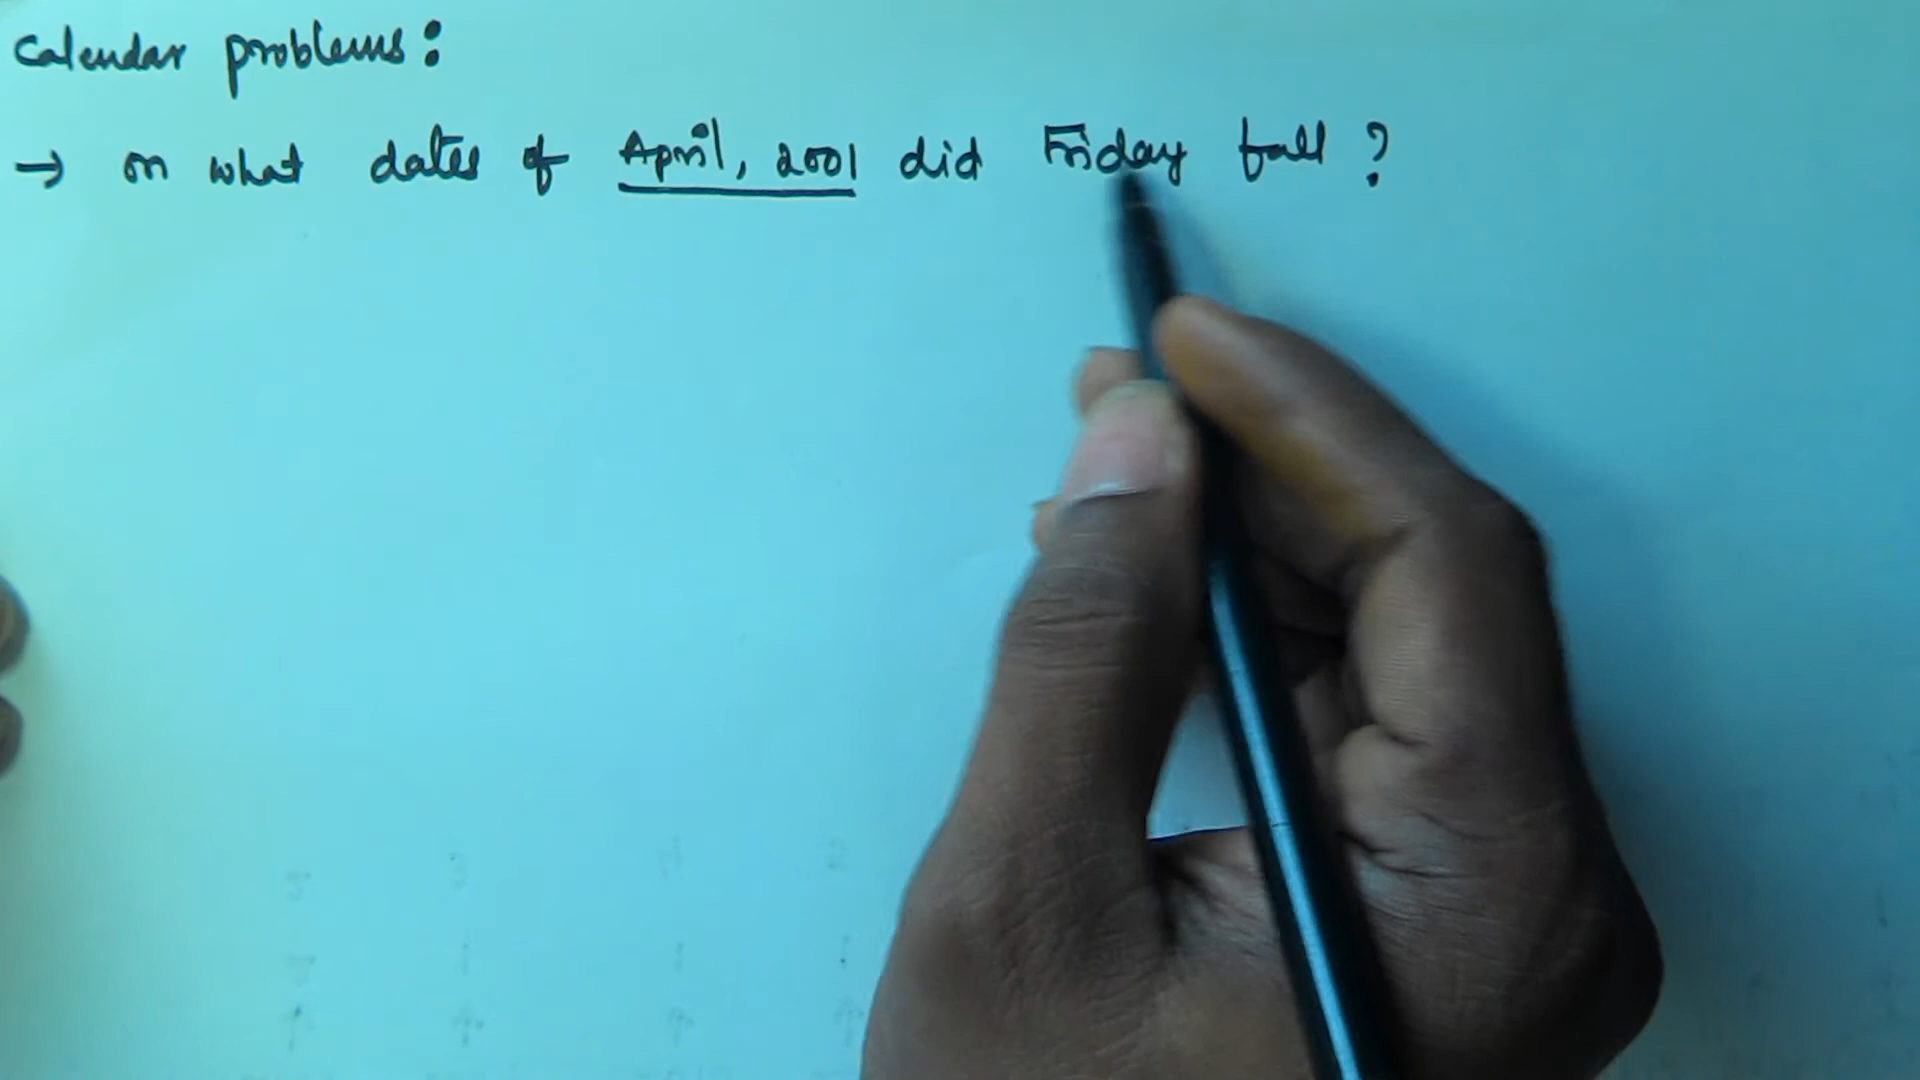 Calendar problems:
→ on what dates of April, 2001 did Friday fall ?